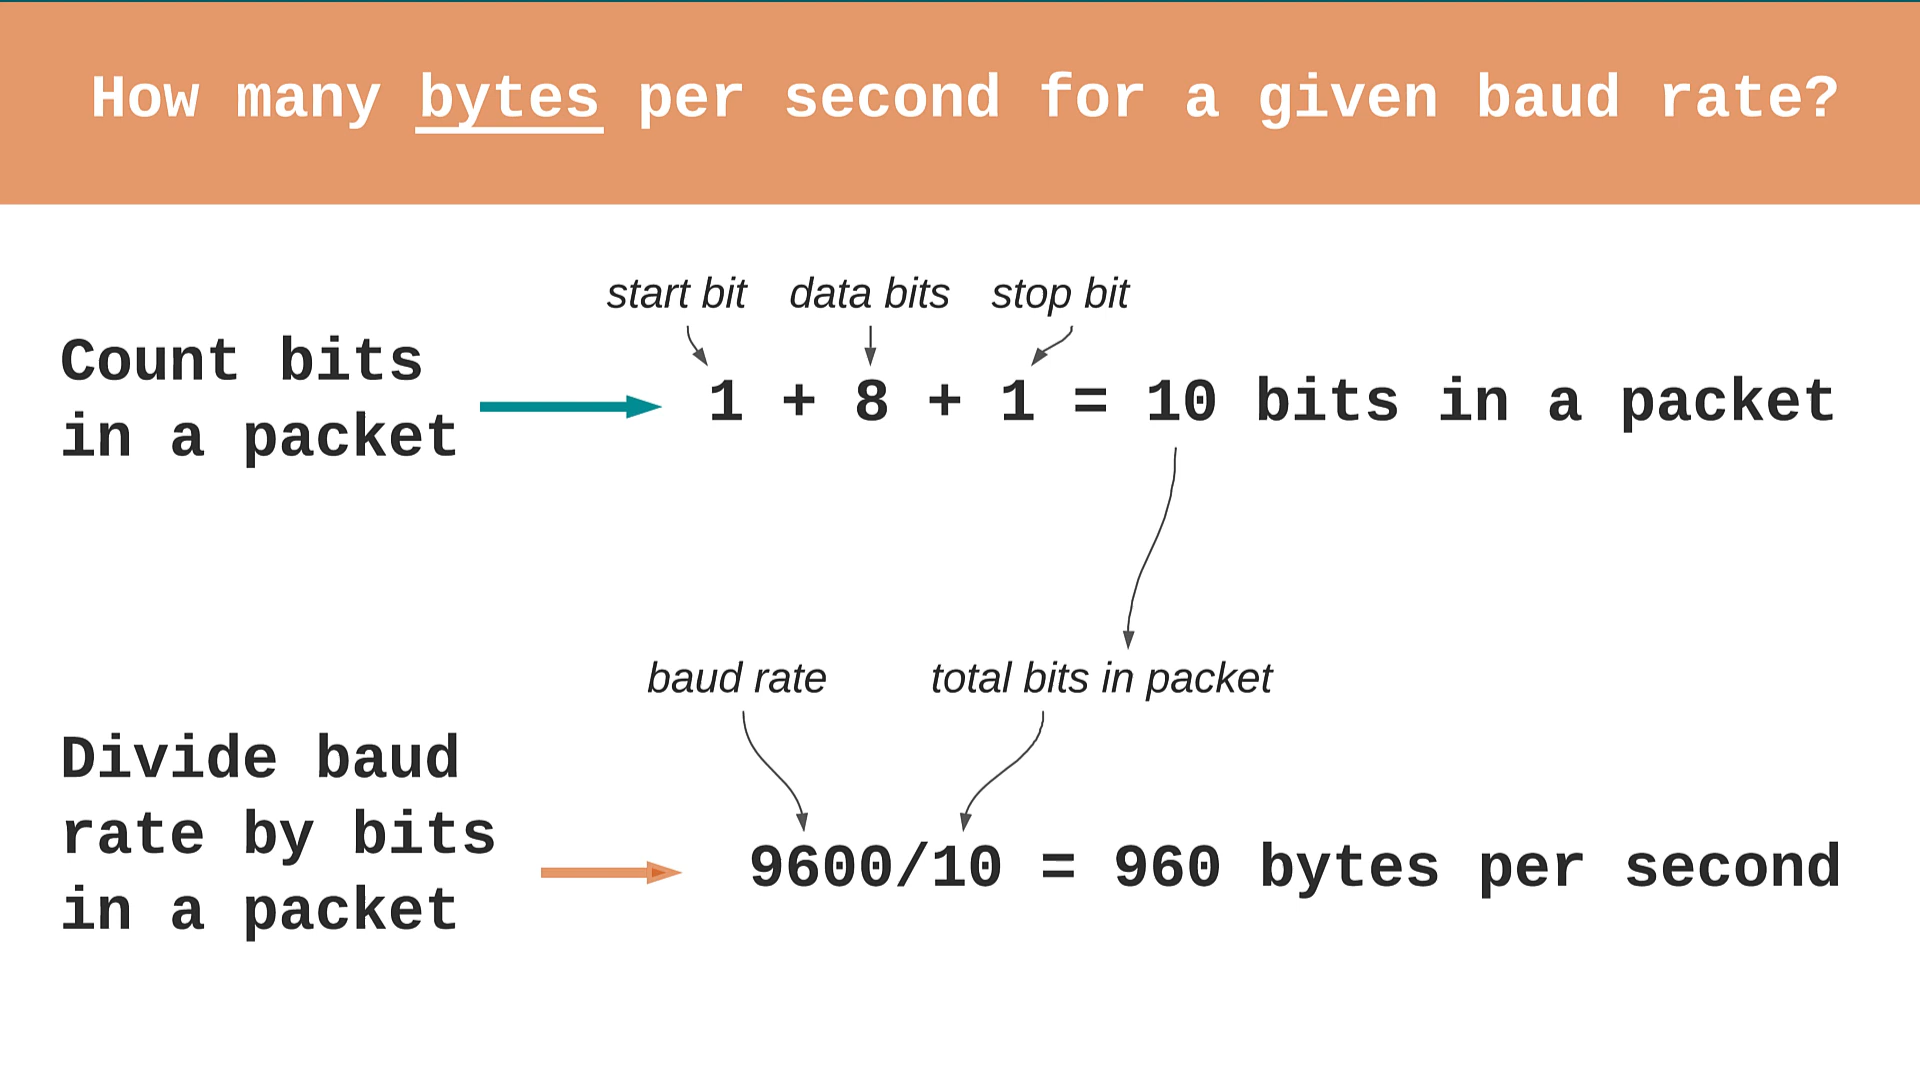 How many bytes per second for a given baud rate?
start bit data bits stop bit
Count bits
in a packet
1 + 8 + 1 = 10 bits in a packet
baud rate total bits in packet
Divide baud
rate by bits
in a packet
9600/10 = 960 bytes per second